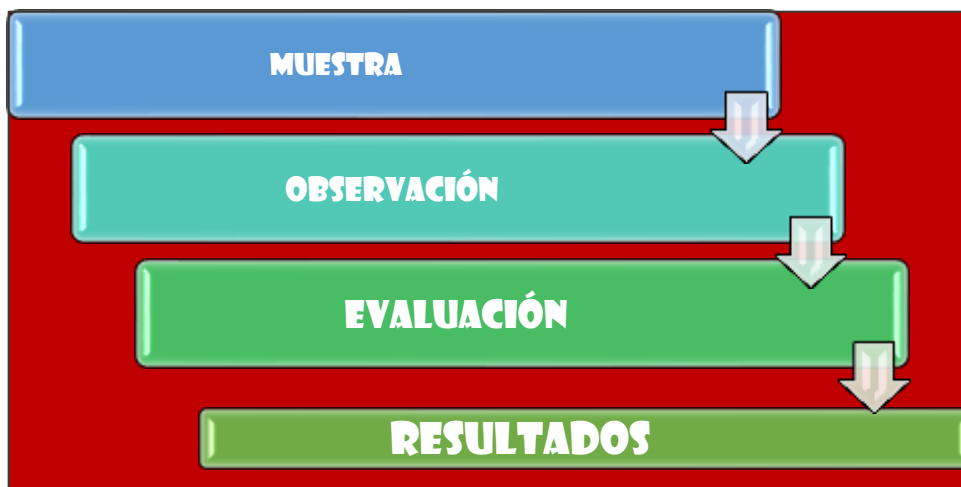 MUESTRA
OBSERVACIÓN
EVALUACIÓN
RESULTADOS